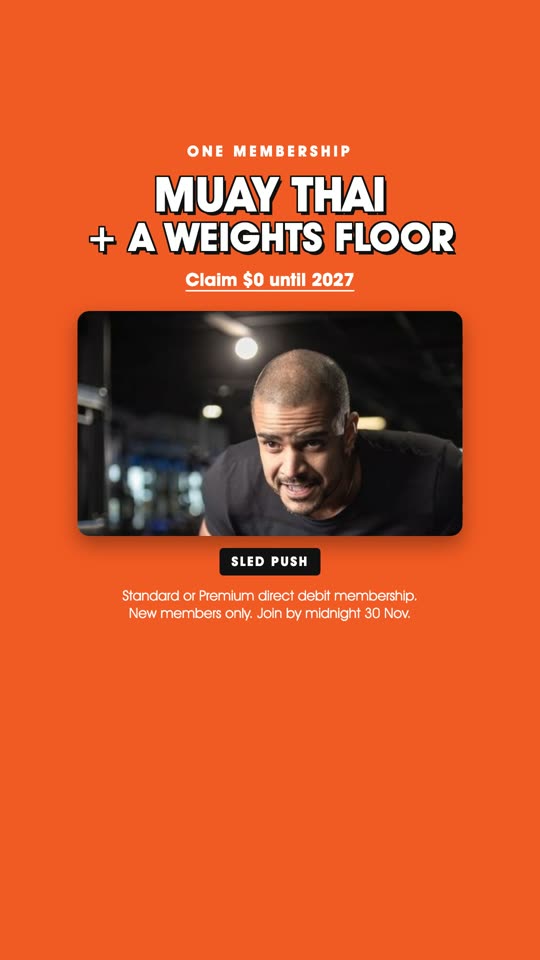 ONE MEMBERSHIP
MUAY THAI
+ A WEIGHTS FLOOR
Claim $0 until 2027
SLED PUSH
Standard or Premium direct debit membership.
New members only. Join by midnight 30 Nov.